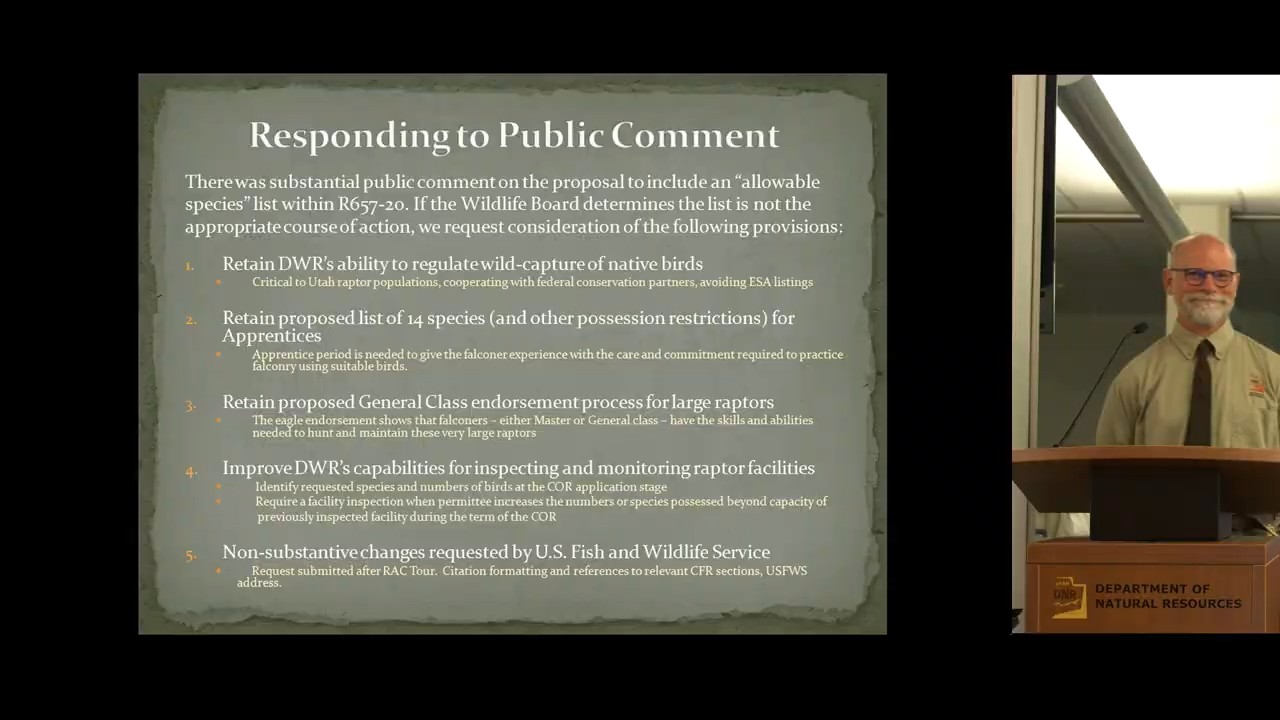 Responding to Public Comment
There was substantial public comment on the proposal to include an “allowable
species” list within R657-20. If the Wildlife Board determines the list is not the
appropriate course of action, we request consideration of the following provisions:
1. Retain DWR’s ability to regulate wild-capture of native birds
Critical to Utah raptor populations, cooperating with federal conservation partners, avoiding ESA listings
2. Retain proposed list of 14 species (and other possession restrictions) for
Apprentices
Apprentice period is needed to give the falconer experience with the care and commitment required to practice
falconry using suitable birds.
3. Retain proposed General Class endorsement process for large raptors
The eagle endorsement shows that falconers – either Master or General class – have the skills and abilities
needed to hunt and maintain these very large raptors
4. Improve DWR’s capabilities for inspecting and monitoring raptor facilities
Identify requested species and numbers of birds at the COR application stage
Require a facility inspection when permittee increases the numbers or species possessed beyond capacity of
previously inspected facility during the term of the COR
5. Non-substantive changes requested by U.S. Fish and Wildlife Service
Request submitted after RAC Tour. Citation formatting and references to relevant CFR sections, USFWS
address.
DNR
DEPARTMENT OF
NATURAL RESOURCES